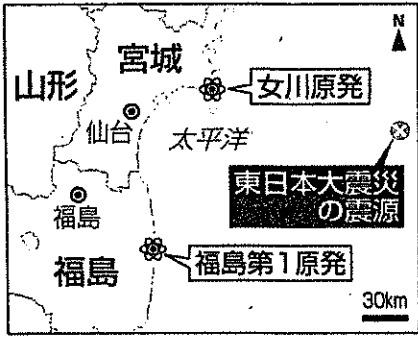 N
宮城
山形
女川原発
仙台
太平洋
東日本大震災
の震源
福島
福島
福島第1原発
30km